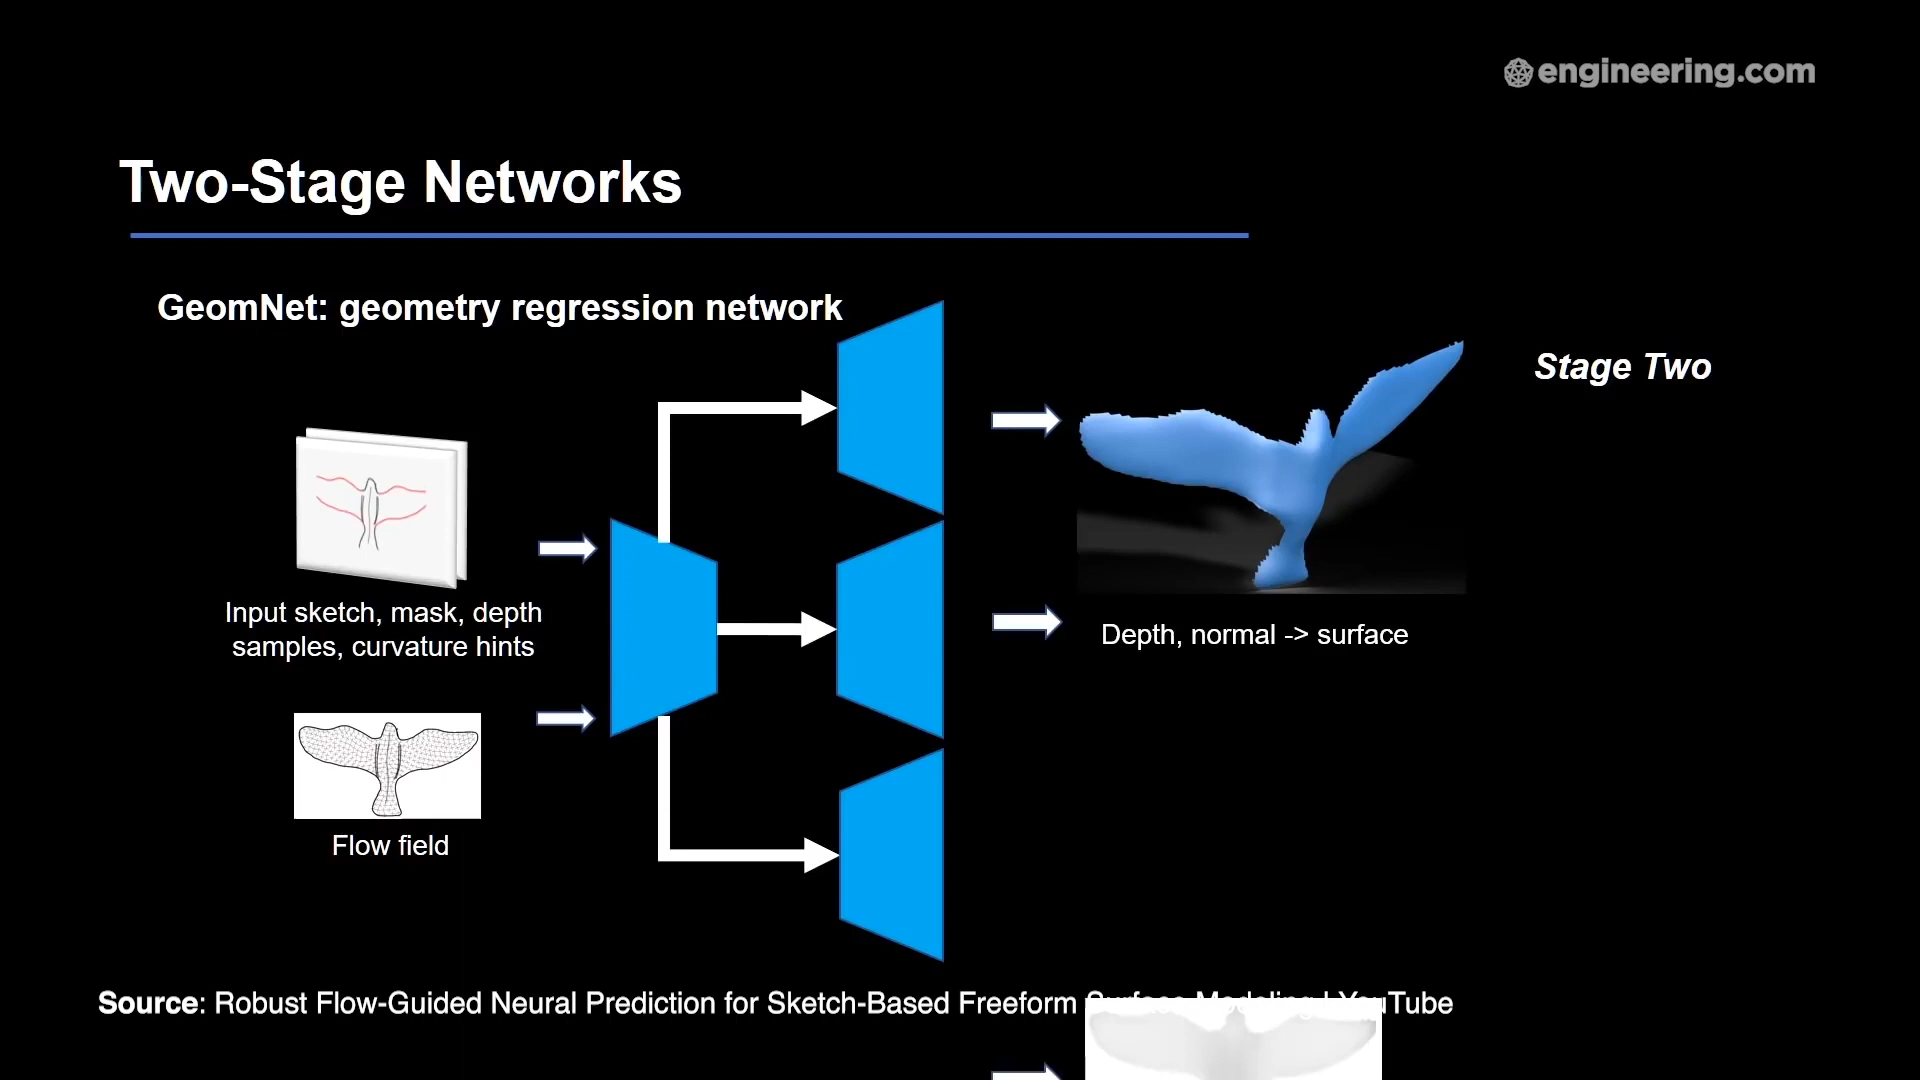 engineering.com
Two-Stage Networks
GeomNet: geometry regression network
Stage Two
Input sketch, mask, depth
samples, curvature hints
Depth, normal -> surface
Flow field
Source: Robust Flow-Guided Neural Prediction for Sketch-Based Freeform Surface Modeling | YouTube